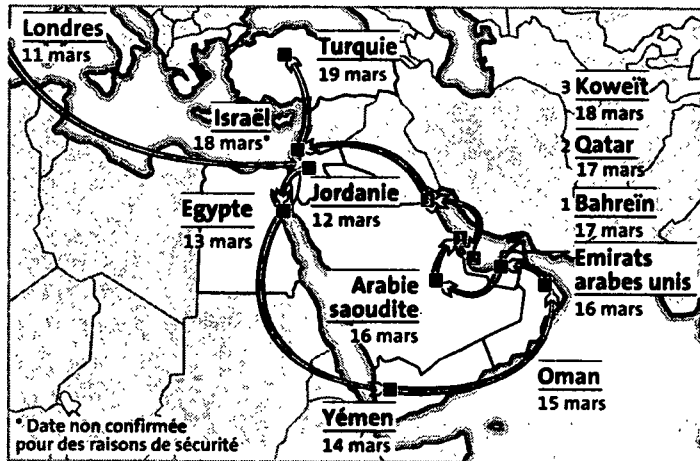 Londres
11 mars
Turquie
19 mars
Israël
18 mars*
3 Koweït
18 mars
2 Qatar
17 mars
1 Bahreïn
17 mars
Emirats
arabes unis
16 mars
Jordanie
12 mars
Egypte
13 mars
Arabie
saoudite
16 mars
Oman
15 mars
Yémen
14 mars
* Date non confirmée
pour des raisons de sécurité